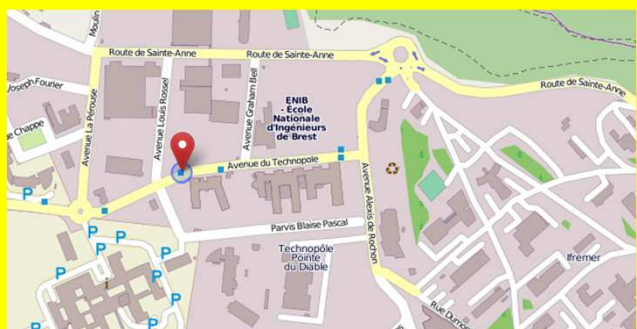 Moulin
Route de Sainte-Anne
Route de Sainte-Anne
Route de Sainte-Anne
Joseph Fourier
ue Chappe
Avenue La Pérouse
Avenue Louis Rossel
Avenue Graham Bell
ENIB
- École
Nationale
d'Ingénieurs
de Brest
Avenue du Technopole
Avenue Alexis de Rochon
Parvis Blaise Pascal
Technopôle
Pointe
du Diable
Ifremer
Rue Dumo
P
P
P
P
P
P
P
P
i